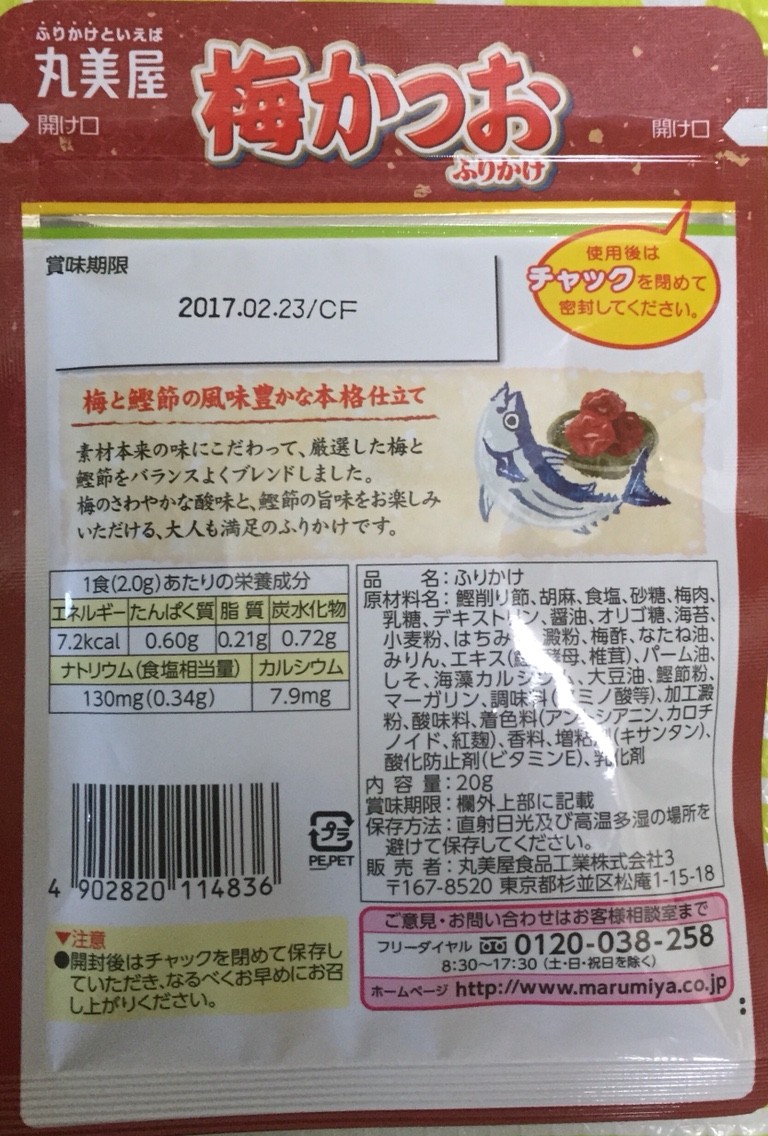 ふりかけといえば
丸美屋
梅かつお
ふりかけ
開け口
開け口
賞味期限
2017.02.23/CF
使用後は
チャックを閉めて
密封してください。
梅と鰹節の風味豊かな本格仕立て
素材本来の味にこだわって、厳選した梅と
鰹節をバランスよくブレンドしました。
梅のさわやかな酸味と、鰹節の旨味をお楽しみ
いただける、大人も満足のふりかけです。
1食(2.0g)あたりの栄養成分
エネルギー たんぱく質 脂質 炭水化物
7.2kcal 0.60g 0.21g 0.72g
ナトリウム(食塩相当量) カルシウム
130mg(0.34g) 7.9mg
品名:ふりかけ
原材料名:鰹削り節、胡麻、食塩、砂糖、梅肉、
乳糖、デキストリン、醤油、オリゴ糖、海苔、
小麦粉、はちみ 澱粉、梅酢、なたね油、
みりん、エキス( 酵母、椎茸)、パーム油、
しそ、海藻カルシウム、大豆油、鰹節粉、
マーガリン、調味料(アミノ酸等)、加工澱
粉、酸味料、着色料(アントシアニン、カロチ
ノイド、紅麹)、香料、増粘剤(キサンタン)、
酸化防止剤(ビタミンE)、乳化剤
内容量:20g
賞味期限:欄外上部に記載
保存方法:直射日光及び高温多湿の場所を
避けて保存してください。
販売者:丸美屋食品工業株式会社3
〒167-8520 東京都杉並区松庵1-15-18
4 902820 114836
プラ
PE,PET
▼注意
●開封後はチャックを閉めて保存し
ていただき、なるべくお早めにお召
し上がりください。
ご意見・お問い合わせはお客様相談室まで
フリーダイヤル 0120-038-258
8:30～17:30 (土・日・祝日を除く)
ホームページ http://www.marumiya.co.jp